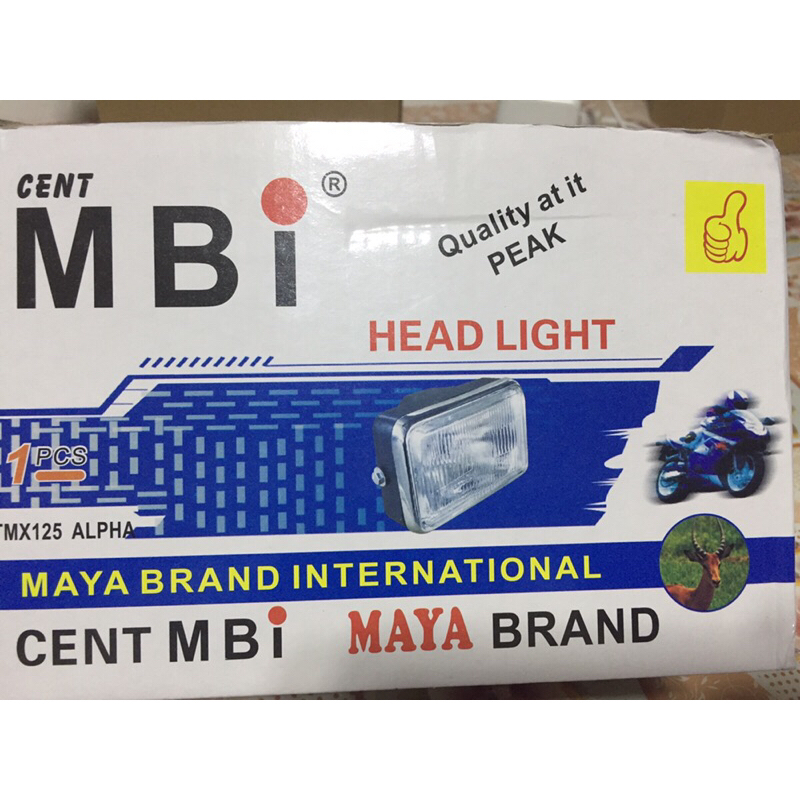 CENT
MBi®
Quality at it
PEAK
HEAD LIGHT
1 PCS
TMX125 ALPHA
MAYA BRAND INTERNATIONAL
CENT MBi MAYA BRAND